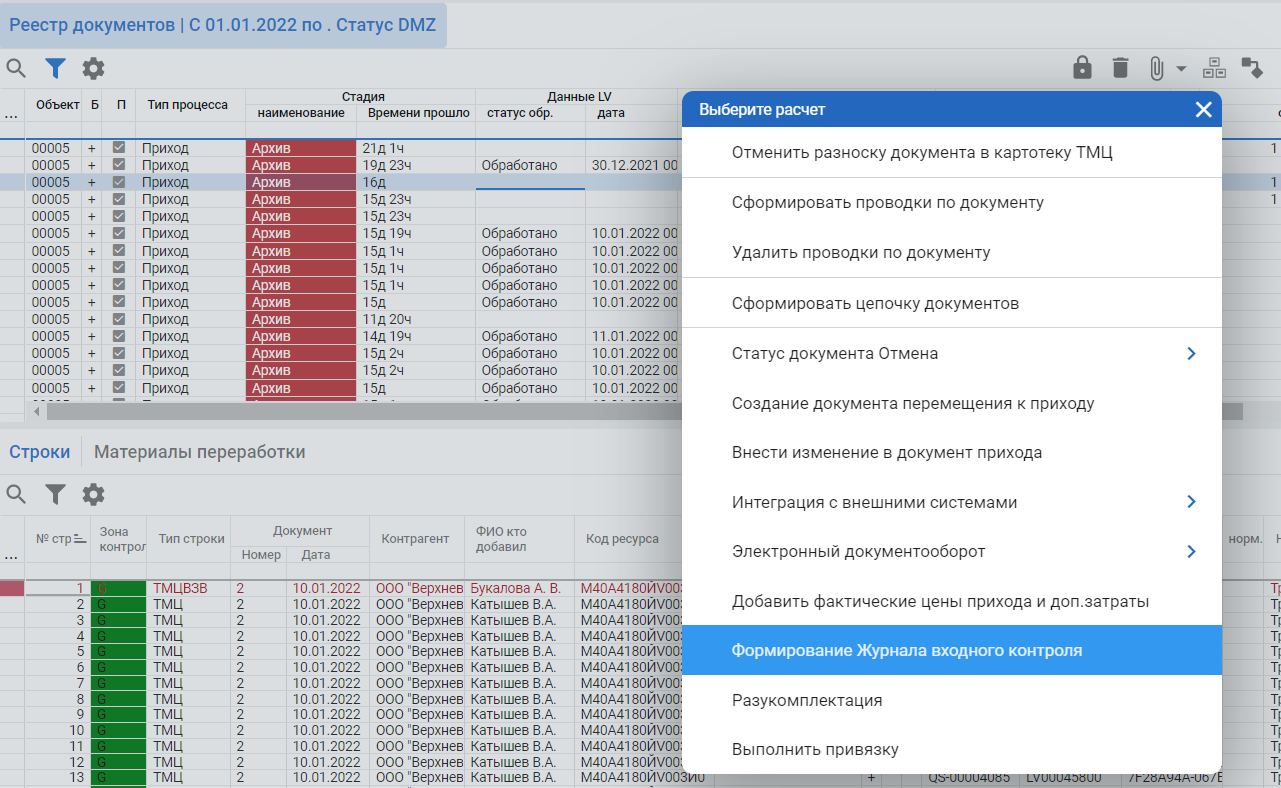 Реестр документов | С 01.01.2022 по . Статус DMZ
Выберите расчет
Отменить разноску документа в картотеку ТМЦ
Сформировать проводки по документу
Удалить проводки по документу
Сформировать цепочку документов
Статус документа Отмена
Создание документа перемещения к приходу
Внести изменение в документ прихода
Интеграция с внешними системами
Электронный документооборот
Добавить фактические цены прихода и доп.затраты
Формирование Журнала входного контроля
Разукомплектация
Выполнить привязку
... Объект Б П Тип процесса Стадия Данные LV
наименование Времени прошло статус обр. дата
00005 + Приход Архив 21д 1ч 1
00005 + Приход Архив 19д 23ч Обработано 30.12.2021 00
00005 + Приход Архив 16д 1
00005 + Приход Архив 15д 23ч 1
00005 + Приход Архив 15д 23ч
00005 + Приход Архив 15д 19ч Обработано 10.01.2022 00
00005 + Приход Архив 15д 1ч Обработано 10.01.2022 00
00005 + Приход Архив 15д 1ч Обработано 10.01.2022 00
00005 + Приход Архив 15д 1ч Обработано 10.01.2022 00
00005 + Приход Архив 15д Обработано 10.01.2022 00
00005 + Приход Архив 11д 20ч
00005 + Приход Архив 14д 19ч Обработано 11.01.2022 00
00005 + Приход Архив 15д 2ч Обработано 10.01.2022 00
00005 + Приход Архив 15д 2ч Обработано 10.01.2022 00
00005 + Приход Архив 15д Обработано 10.01.2022 00
Строки Материалы переработки
... № стр Зона контрол Тип строки Документ Контрагент ФИО кто добавил Код ресурса норм.
Номер Дата
1 G ТМЦВЗВ 2 10.01.2022 ООО "Верхнев Букалова А. В. М40А4180ЙV003
2 G ТМЦ 2 10.01.2022 ООО "Верхнев Катышев В.А. М40А4180ЙV003
3 G ТМЦ 2 10.01.2022 ООО "Верхнев Катышев В.А. М40А4180ЙV003
4 G ТМЦ 2 10.01.2022 ООО "Верхнев Катышев В.А. М40А4180ЙV003
5 G ТМЦ 2 10.01.2022 ООО "Верхнев Катышев В.А. М40А4180ЙV003
6 G ТМЦ 2 10.01.2022 ООО "Верхнев Катышев В.А. М40А4180ЙV003
7 G ТМЦ 2 10.01.2022 ООО "Верхнев Катышев В.А. М40А4180ЙV003
8 G ТМЦ 2 10.01.2022 ООО "Верхнев Катышев В.А. М40А4180ЙV003
9 G ТМЦ 2 10.01.2022 ООО "Верхнев Катышев В.А. М40А4180ЙV003
10 G ТМЦ 2 10.01.2022 ООО "Верхнев Катышев В.А. М40А4180ЙV003
11 G ТМЦ 2 10.01.2022 ООО "Верхнев Катышев В.А. М40А4180ЙV003
12 G ТМЦ 2 10.01.2022 ООО "Верхнев Катышев В.А. М40А4180ЙV003
13 G ТМЦ 2 10.01.2022 ООО "Верхнев Катышев В.А. М40А4180ЙV003И0 + QS-00004085 LV00045800 7F28A94A-067E